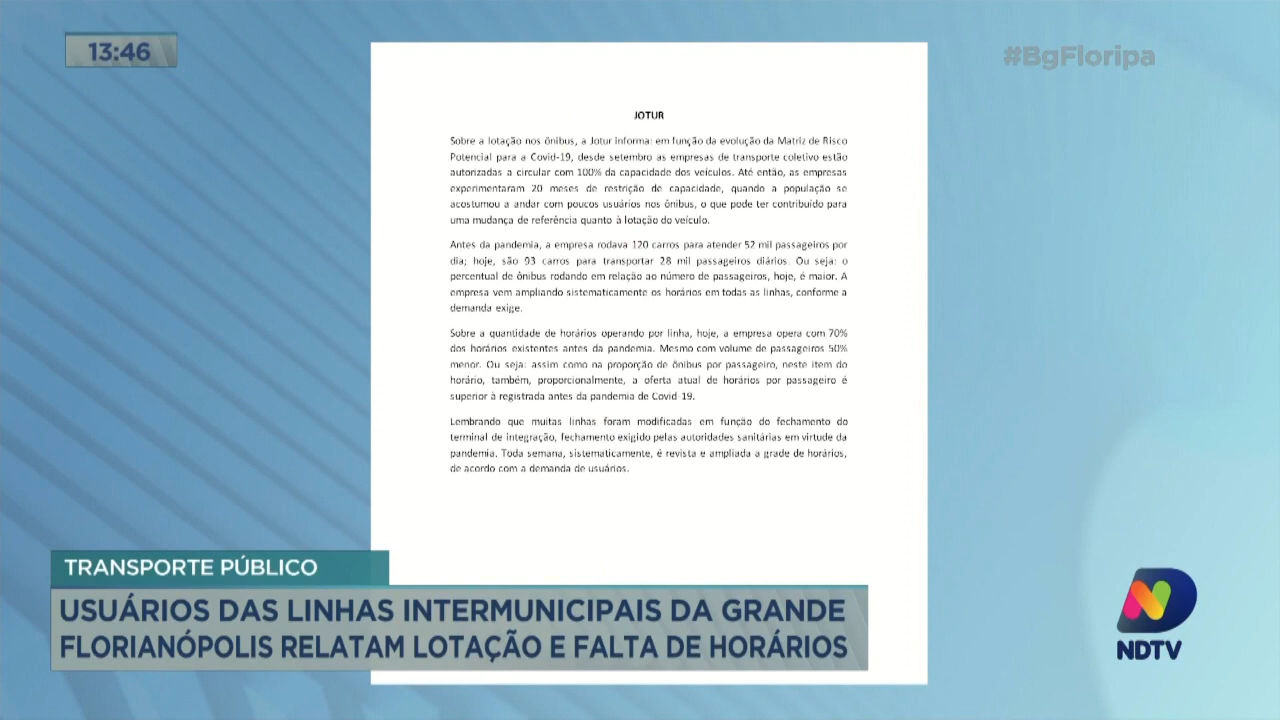 13:46
#BgFloripa
JOTUR
Sobre a lotação nos ônibus, a Jotur informa: em função da evolução da Matriz de Risco
Potencial para a Covid-19, desde setembro as empresas de transporte coletivo estão
autorizadas a circular com 100% da capacidade dos veículos. Até então, as empresas
experimentaram 20 meses de restrição de capacidade, quando a população se
acostumou a andar com poucos usuários nos ônibus, o que pode ter contribuído para
uma mudança de referência quanto à lotação do veículo.
Antes da pandemia, a empresa rodava 120 carros para atender 52 mil passageiros por
dia; hoje, são 93 carros para transportar 28 mil passageiros diários. Ou seja: o
percentual de ônibus rodando em relação ao número de passageiros, hoje, é maior. A
empresa vem ampliando sistematicamente os horários em todas as linhas, conforme a
demanda exige.
Sobre a quantidade de horários operando por linha, hoje, a empresa opera com 70%
dos horários existentes antes da pandemia. Mesmo com volume de passageiros 50%
menor. Ou seja: assim como na proporção de ônibus por passageiro, neste item do
horário, também, proporcionalmente, a oferta atual de horários por passageiro é
superior à registrada antes da pandemia de Covid-19.
Lembrando que muitas linhas foram modificadas em função do fechamento do
terminal de integração, fechamento exigido pelas autoridades sanitárias em virtude da
pandemia. Toda semana, sistematicamente, é revista e ampliada a grade de horários,
de acordo com a demanda de usuários.
TRANSPORTE PÚBLICO
USUÁRIOS DAS LINHAS INTERMUNICIPAIS DA GRANDE
FLORIANÓPOLIS RELATAM LOTAÇÃO E FALTA DE HORÁRIOS
NDTV